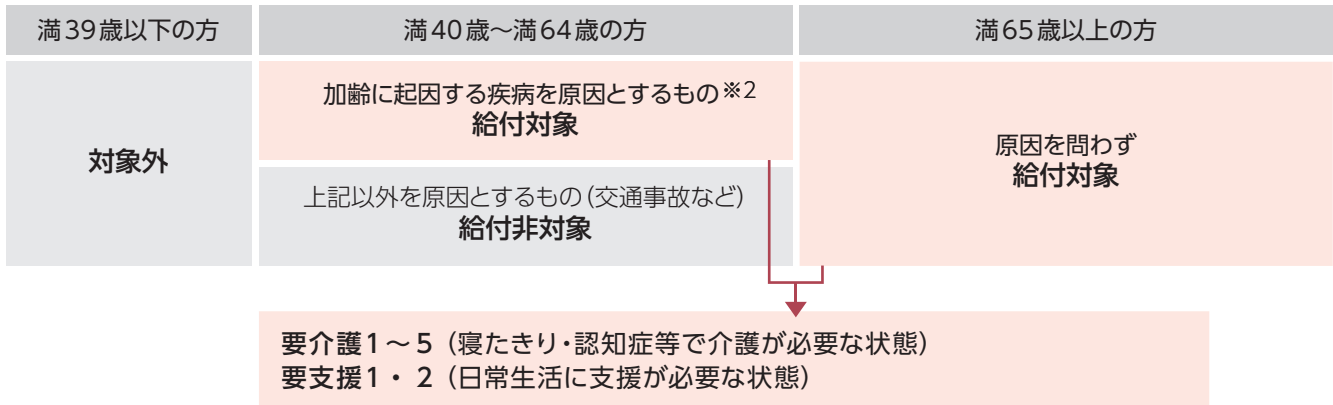 満39歳以下の方
満40歳～満64歳の方
満65歳以上の方
対象外
加齢に起因する疾病を原因とするもの※2
給付対象
上記以外を原因とするもの（交通事故など）
給付非対象
原因を問わず
給付対象
要介護1～5（寝たきり・認知症等で介護が必要な状態）
要支援1・2（日常生活に支援が必要な状態）